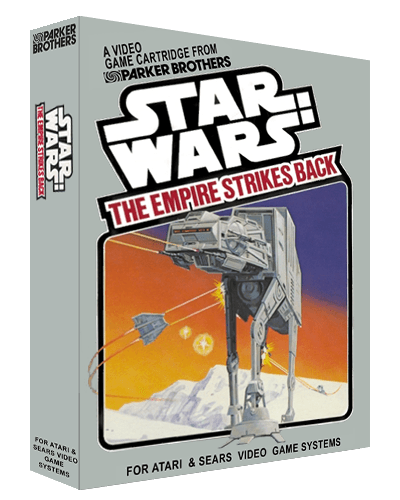 PARKER
BROTHERS
STAR
WARS:
THE EMPIRE STRIKES BACK
FOR ATARI &
SEARS VIDEO
GAME
SYSTEMS
A VIDEO
GAME CARTRIDGE FROM
PARKER BROTHERS
STAR
WARS:
THE EMPIRE STRIKES BACK
FOR ATARI & SEARS VIDEO GAME SYSTEMS